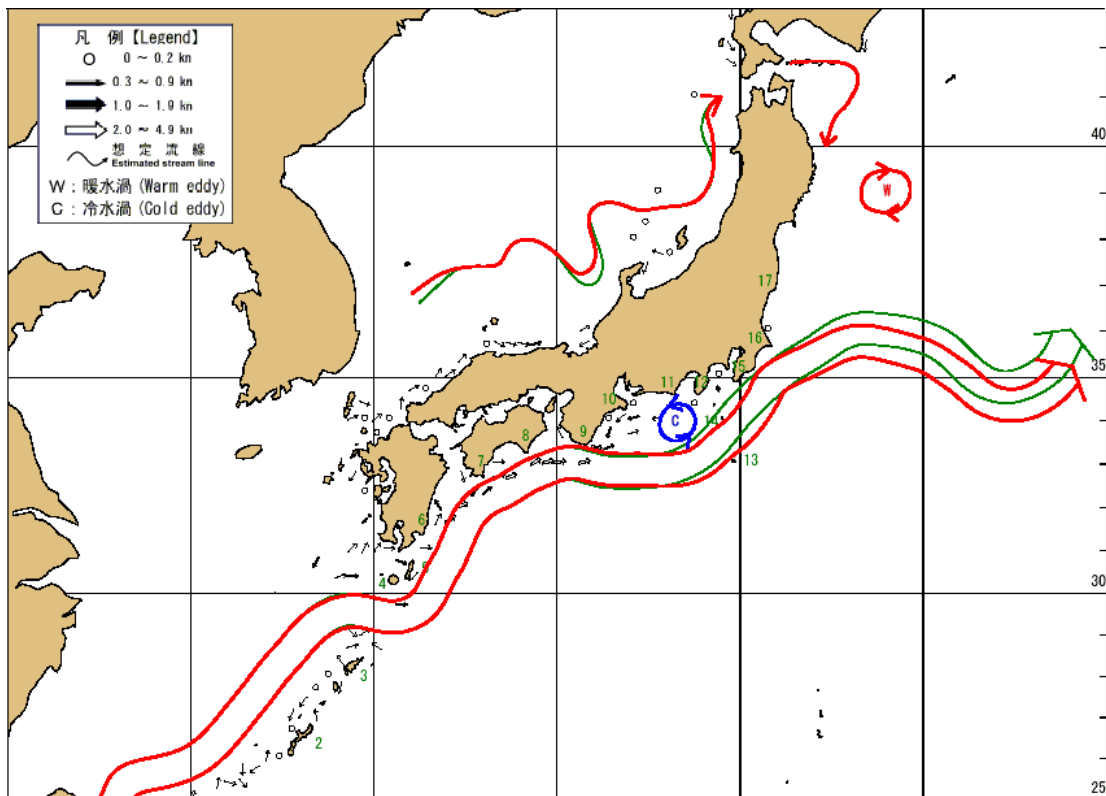 凡 例【Legend】
0 ～ 0.2 kn
0.3 ～ 0.9 kn
1.0 ～ 1.9 kn
2.0 ～ 4.9 kn
想 定 流 線
Estimated stream line
W : 暖水渦 (Warm eddy)
C : 冷水渦 (Cold eddy)
40
W
17
16
35
15
11
12
10
14
C
9
8
13
7
6
5
4
30
3
2
25